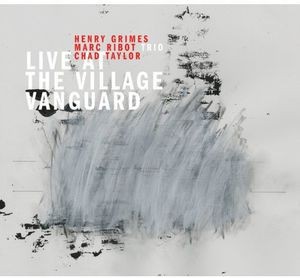 HENRY GRIMES
MARC RIBOT TRIO
CHAD TAYLOR
LIVE AT
THE VILLAGE
VANGUARD